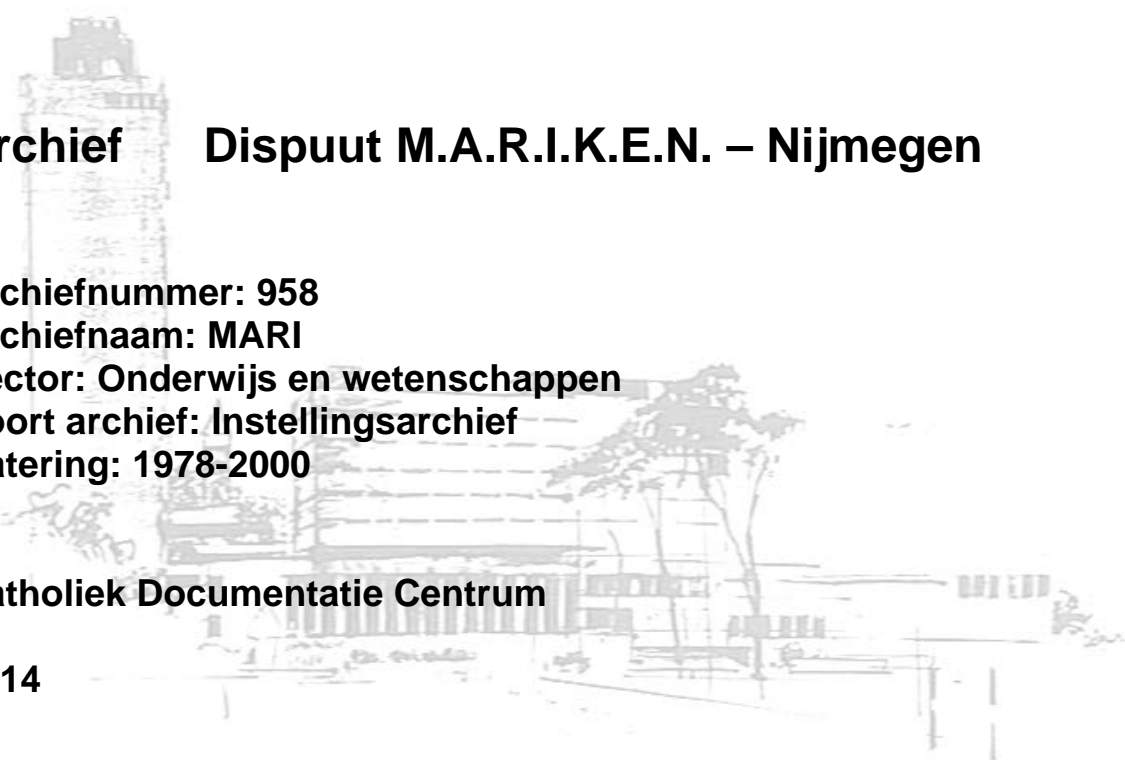 rchief Dispuut M.A.R.I.K.E.N. – Nijmegen
chiefnummer: 958
chiefnaam: MARI
ector: Onderwijs en wetenschappen
oort archief: Instellingsarchief
atering: 1978-2000
atholiek Documentatie Centrum
14